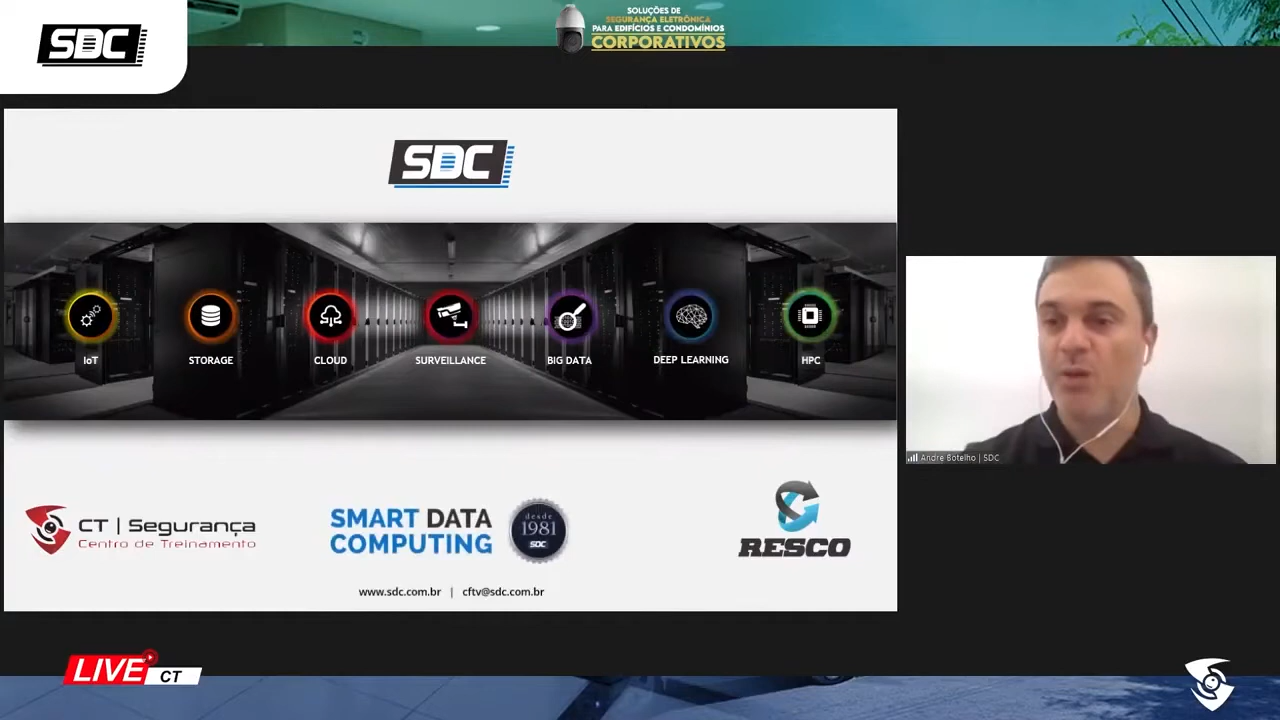 SDC
SOLUÇÕES DE
SEGURANÇA ELETRÔNICA
PARA EDIFÍCIOS E CONDOMÍNIOS
CORPORATIVOS
SDC
IoT
STORAGE
CLOUD
SURVEILLANCE
BIG DATA
DEEP LEARNING
HPC
CT | Segurança
Centro de Treinamento
SMART DATA
COMPUTING
desde
1981
SDC
RESCO
www.sdc.com.br | cftv@sdc.com.br
Andre Botelho | SDC
LIVE CT